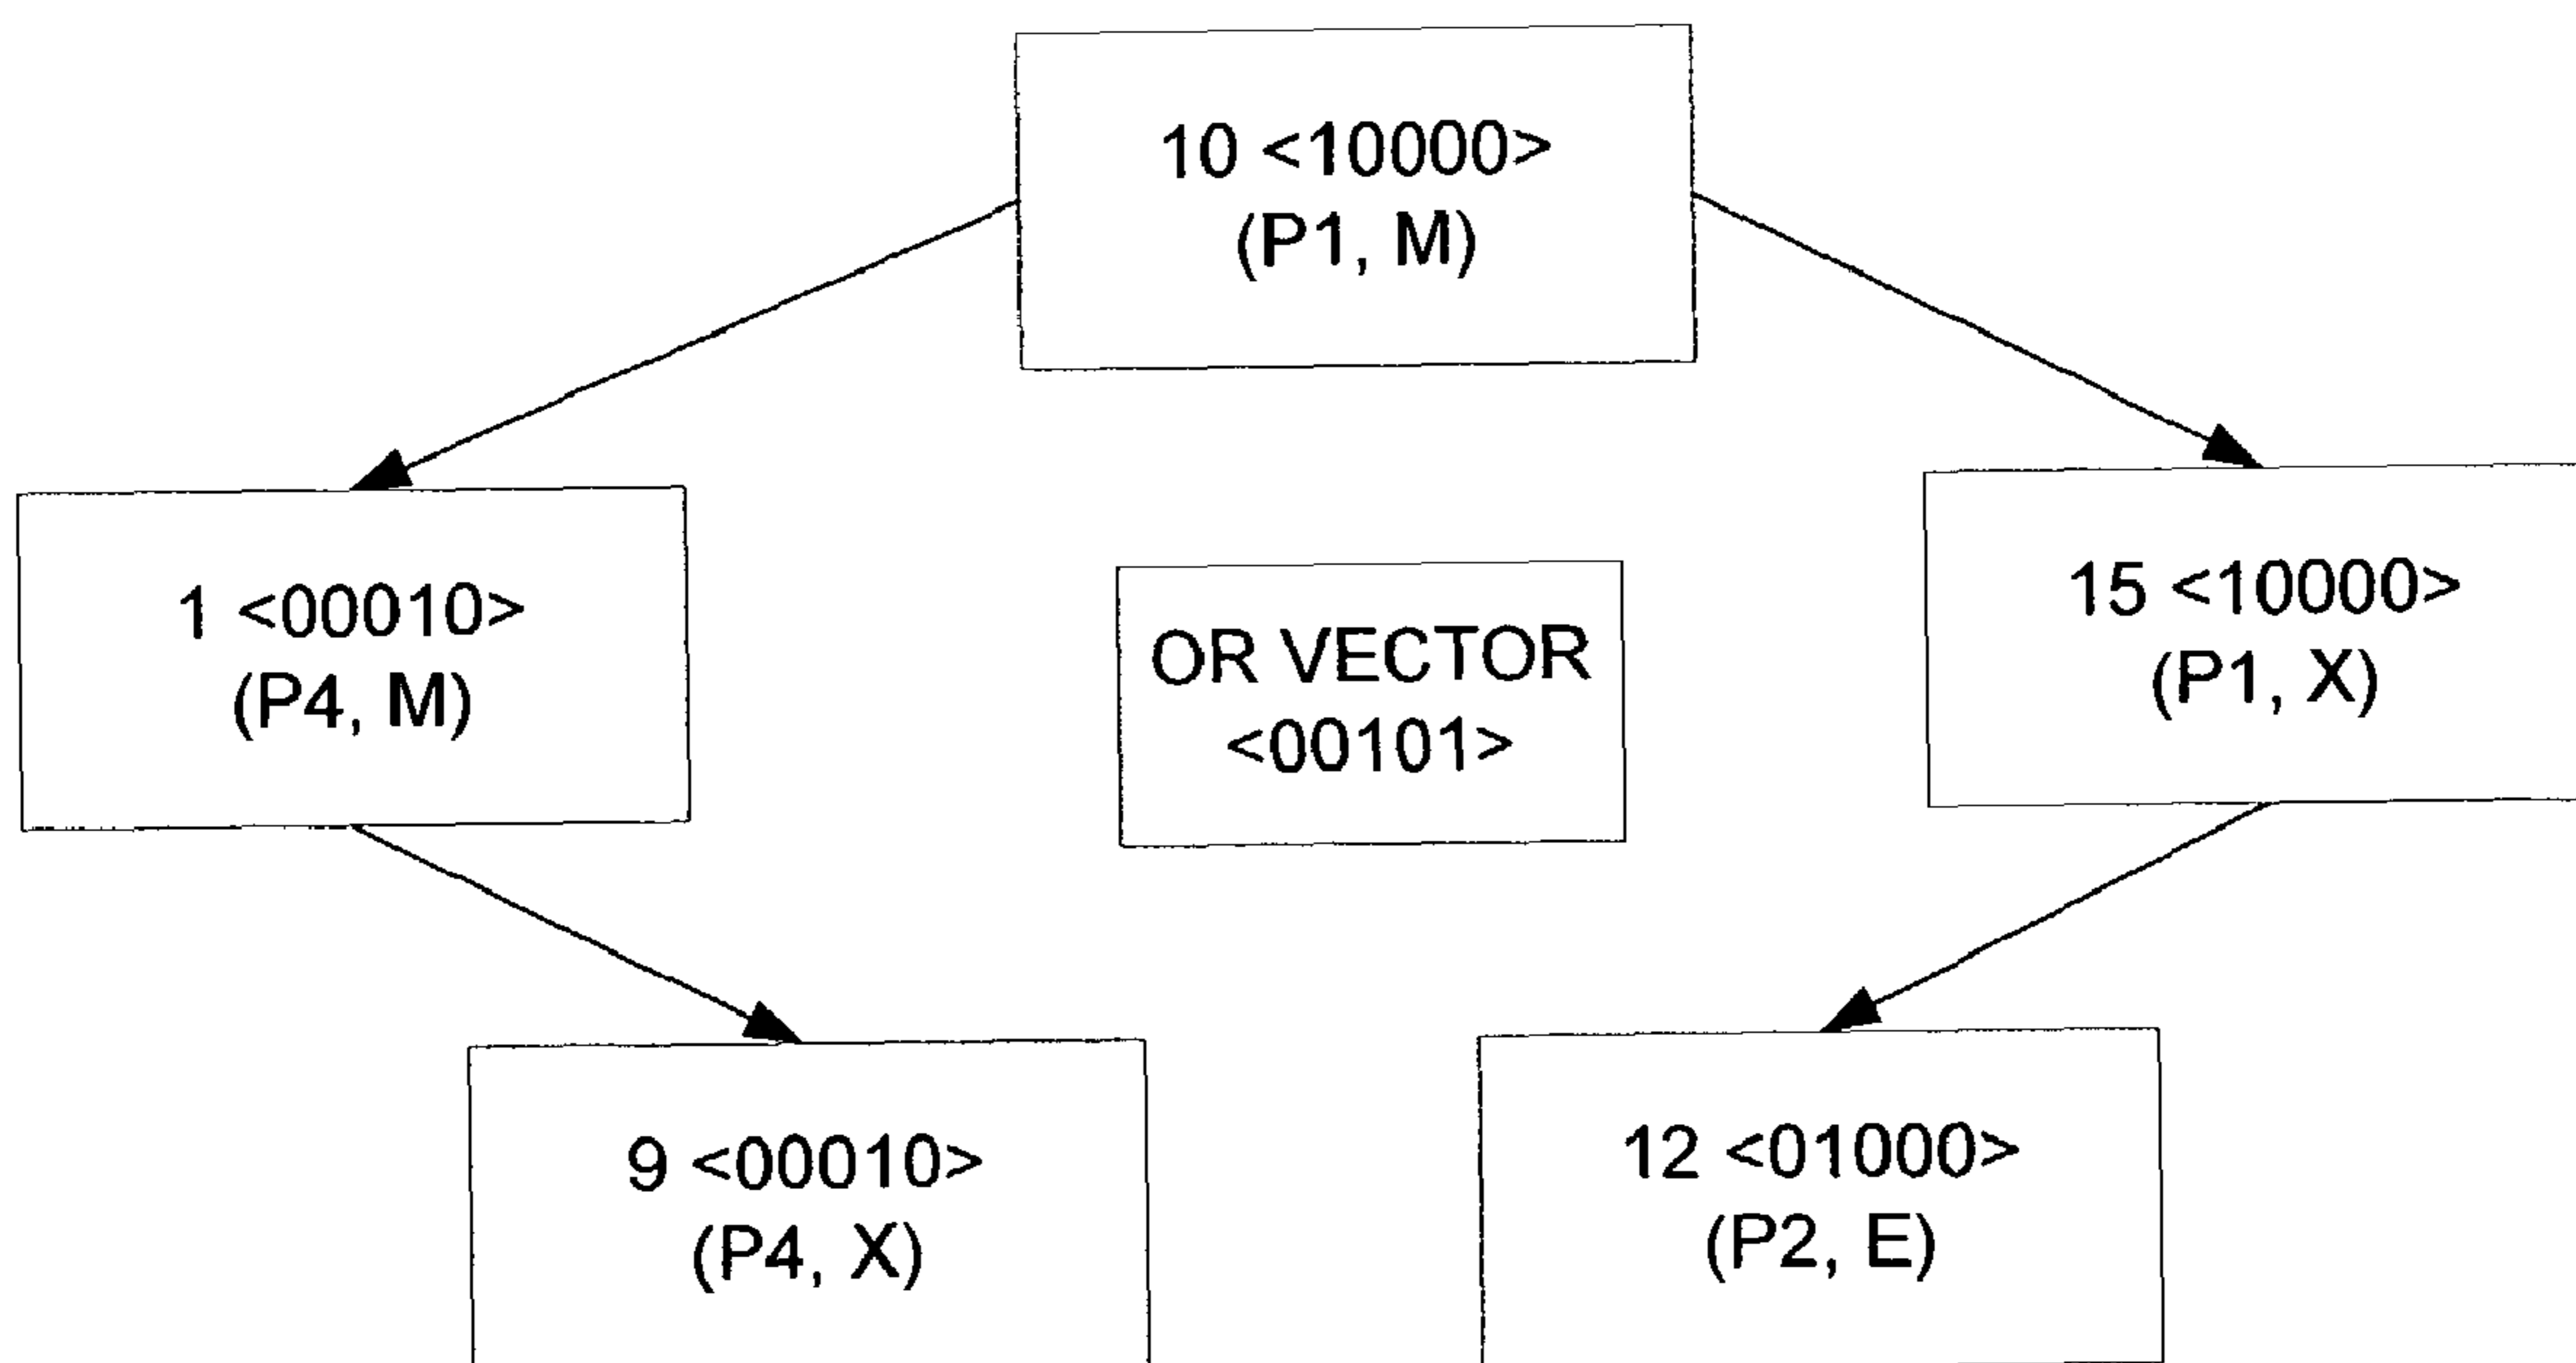 10 <10000>
(P1, M)
1 <00010>
(P4, M)
OR VECTOR
<00101>
15 <10000>
(P1, X)
9 <00010>
(P4, X)
12 <01000>
(P2, E)